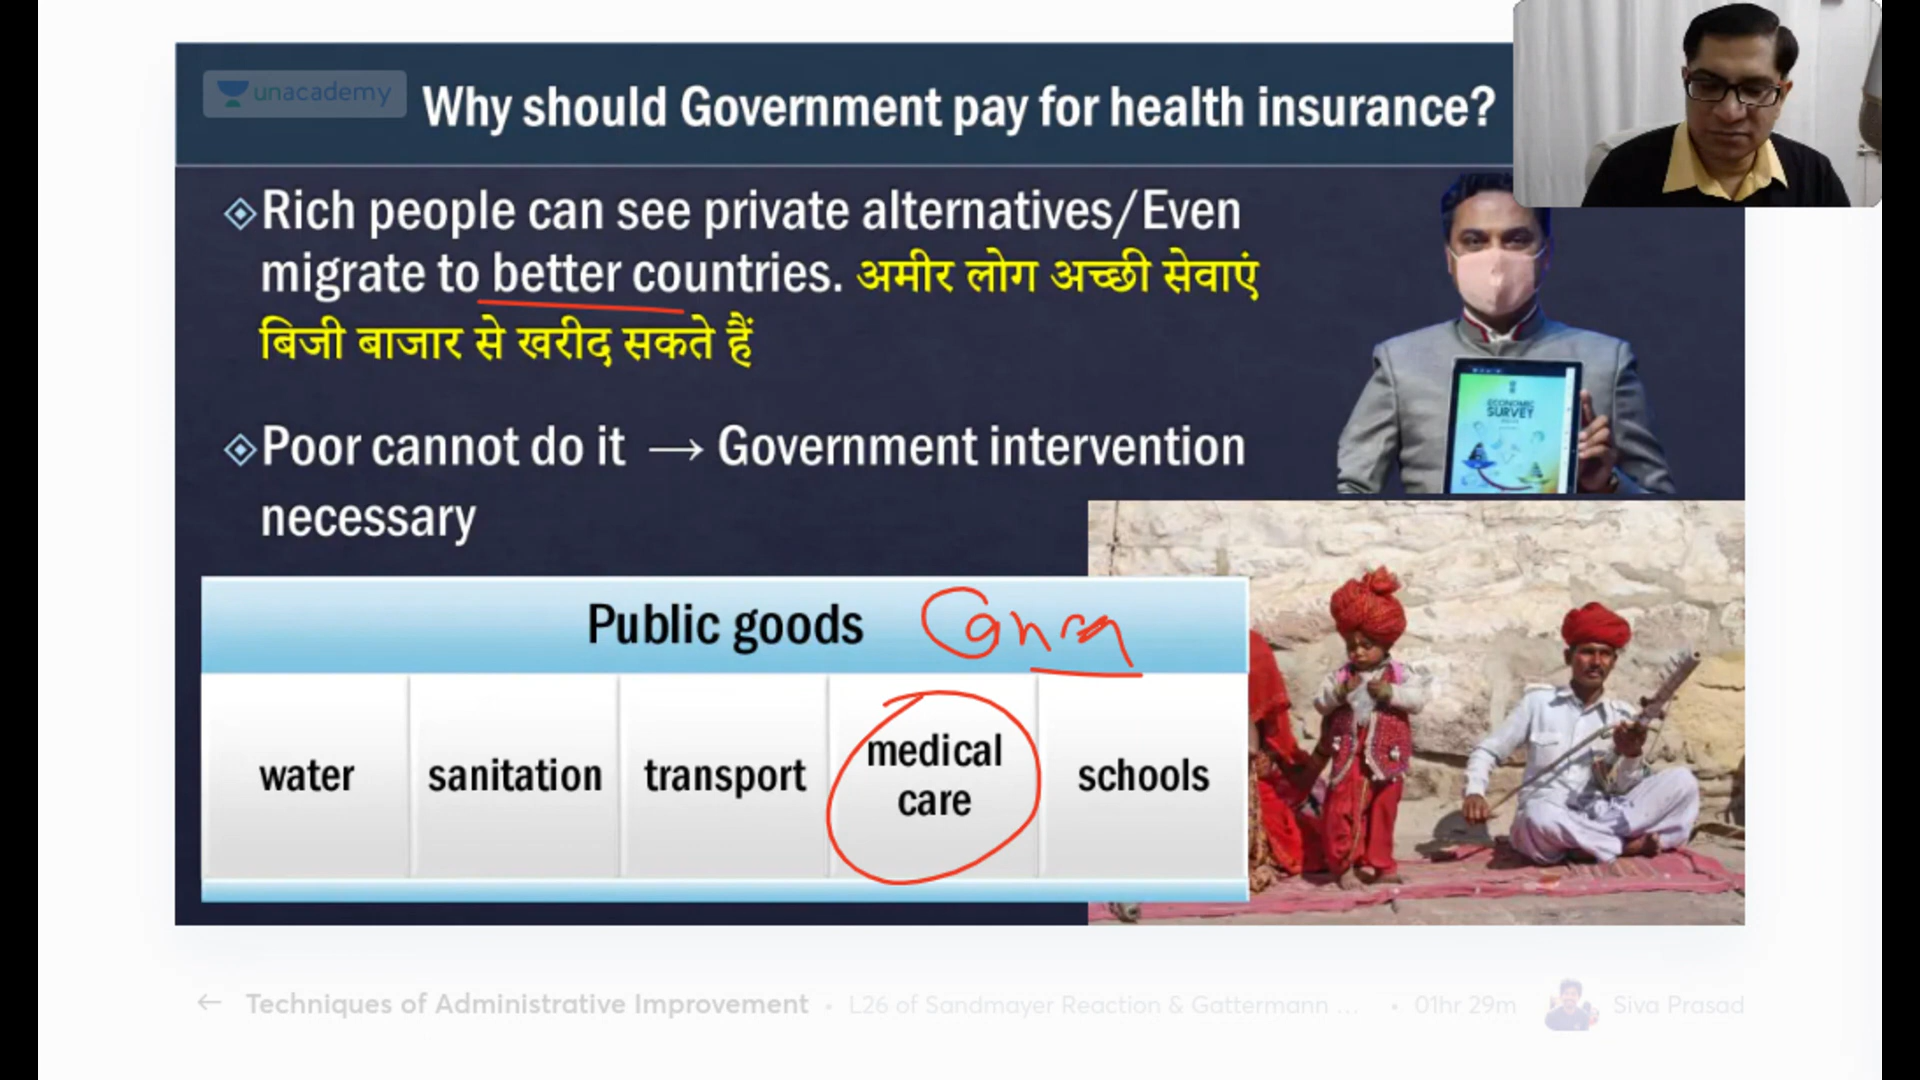 unacademy
Why should Government pay for health insurance?
Rich people can see private alternatives/Even
migrate to better countries. अमीर लोग अच्छी सेवाएं
बिजी बाजार से खरीद सकते हैं
ECONOMIC
SURVEY
Poor cannot do it → Government intervention
necessary
Public goods
water
sanitation
transport
medical
care
schools
← Techniques of Administrative Improvement • L26 of Sandmayer Reaction & Gattermann ... • 01hr 29m Siva Prasad